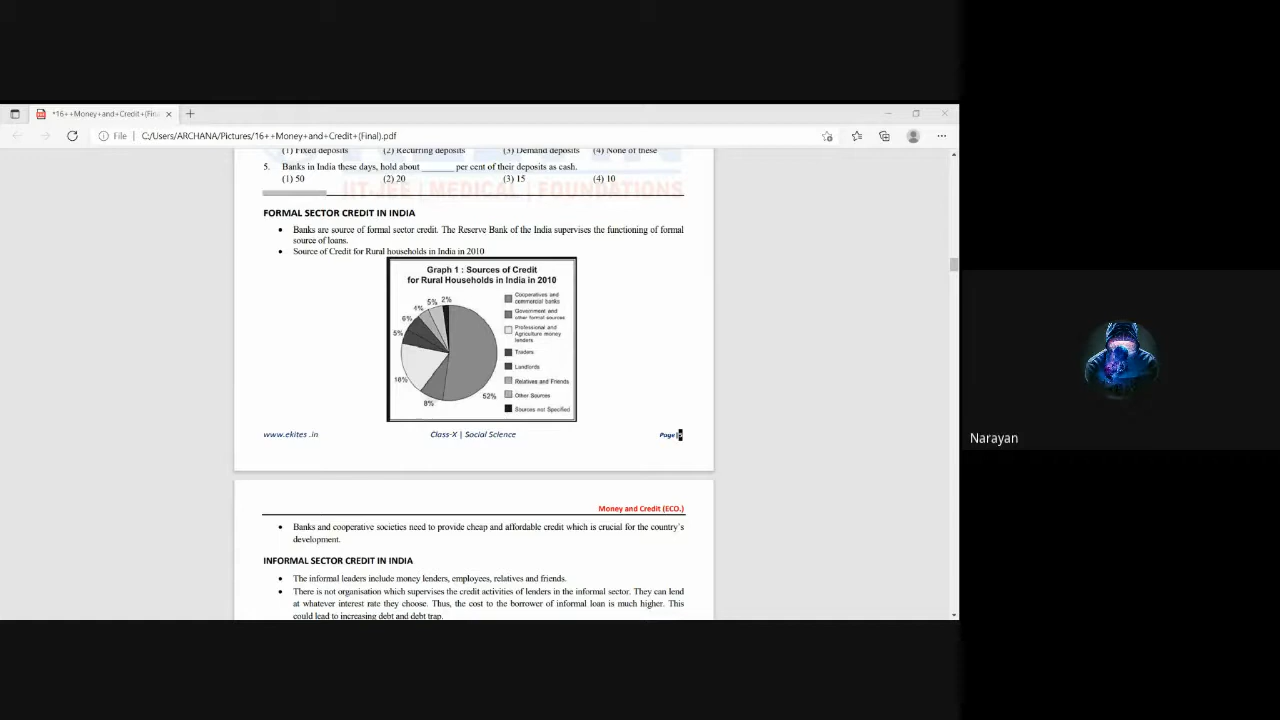 *16++Money+and+Credit+(Fin
File C:/Users/ARCHANA/Pictures/16++Money+and+Credit+(Final).pdf
(1) Fixed deposits (2) Recurring deposits (3) Demand deposits (4) None of these
5. Banks in India these days, hold about _______ per cent of their deposits as cash.
(1) 50 (2) 20 (3) 15 (4) 10
IIT-JEE | MEDICAL | FOUNDATIONS
FORMAL SECTOR CREDIT IN INDIA
• Banks are source of formal sector credit. The Reserve Bank of the India supervises the functioning of formal
source of loans.
• Source of Credit for Rural households in India in 2010
Graph 1 : Sources of Credit
for Rural Households in India in 2010
2%
5%
4%
6%
5%
18%
8%
52%
Cooperatives and
commercial banks
Government and
other formal sources
Professional and
Agriculture money
lenders
Traders
Landlords
Relatives and Friends
Other Sources
Sources not Specified
www.ekites .in Class-X | Social Science Page|
Narayan
Money and Credit (ECO.)
• Banks and cooperative societies need to provide cheap and affordable credit which is crucial for the country's
development.
INFORMAL SECTOR CREDIT IN INDIA
• The informal leaders include money lenders, employees, relatives and friends.
• There is not organisation which supervises the credit activities of lenders in the informal sector. They can lend
at whatever interest rate they choose. Thus, the cost to the borrower of informal loan is much higher. This
could lead to increasing debt and debt trap.